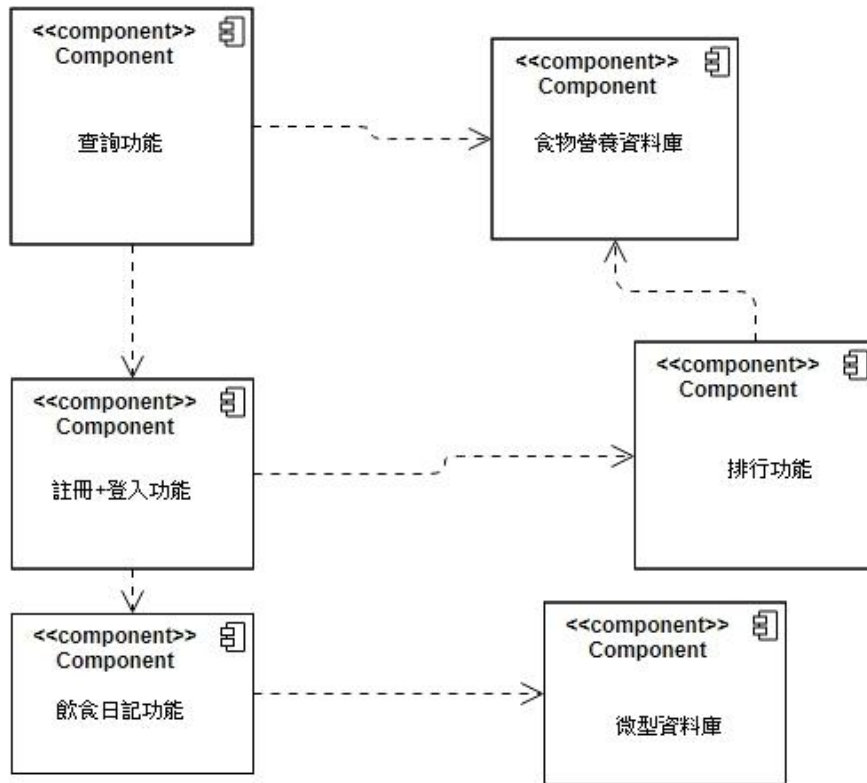 <<component>>
Component
查詢功能
<<component>>
Component
食物營養資料庫
<<component>>
Component
註冊+登入功能
<<component>>
Component
排行功能
<<component>>
Component
飲食日記功能
<<component>>
Component
微型資料庫